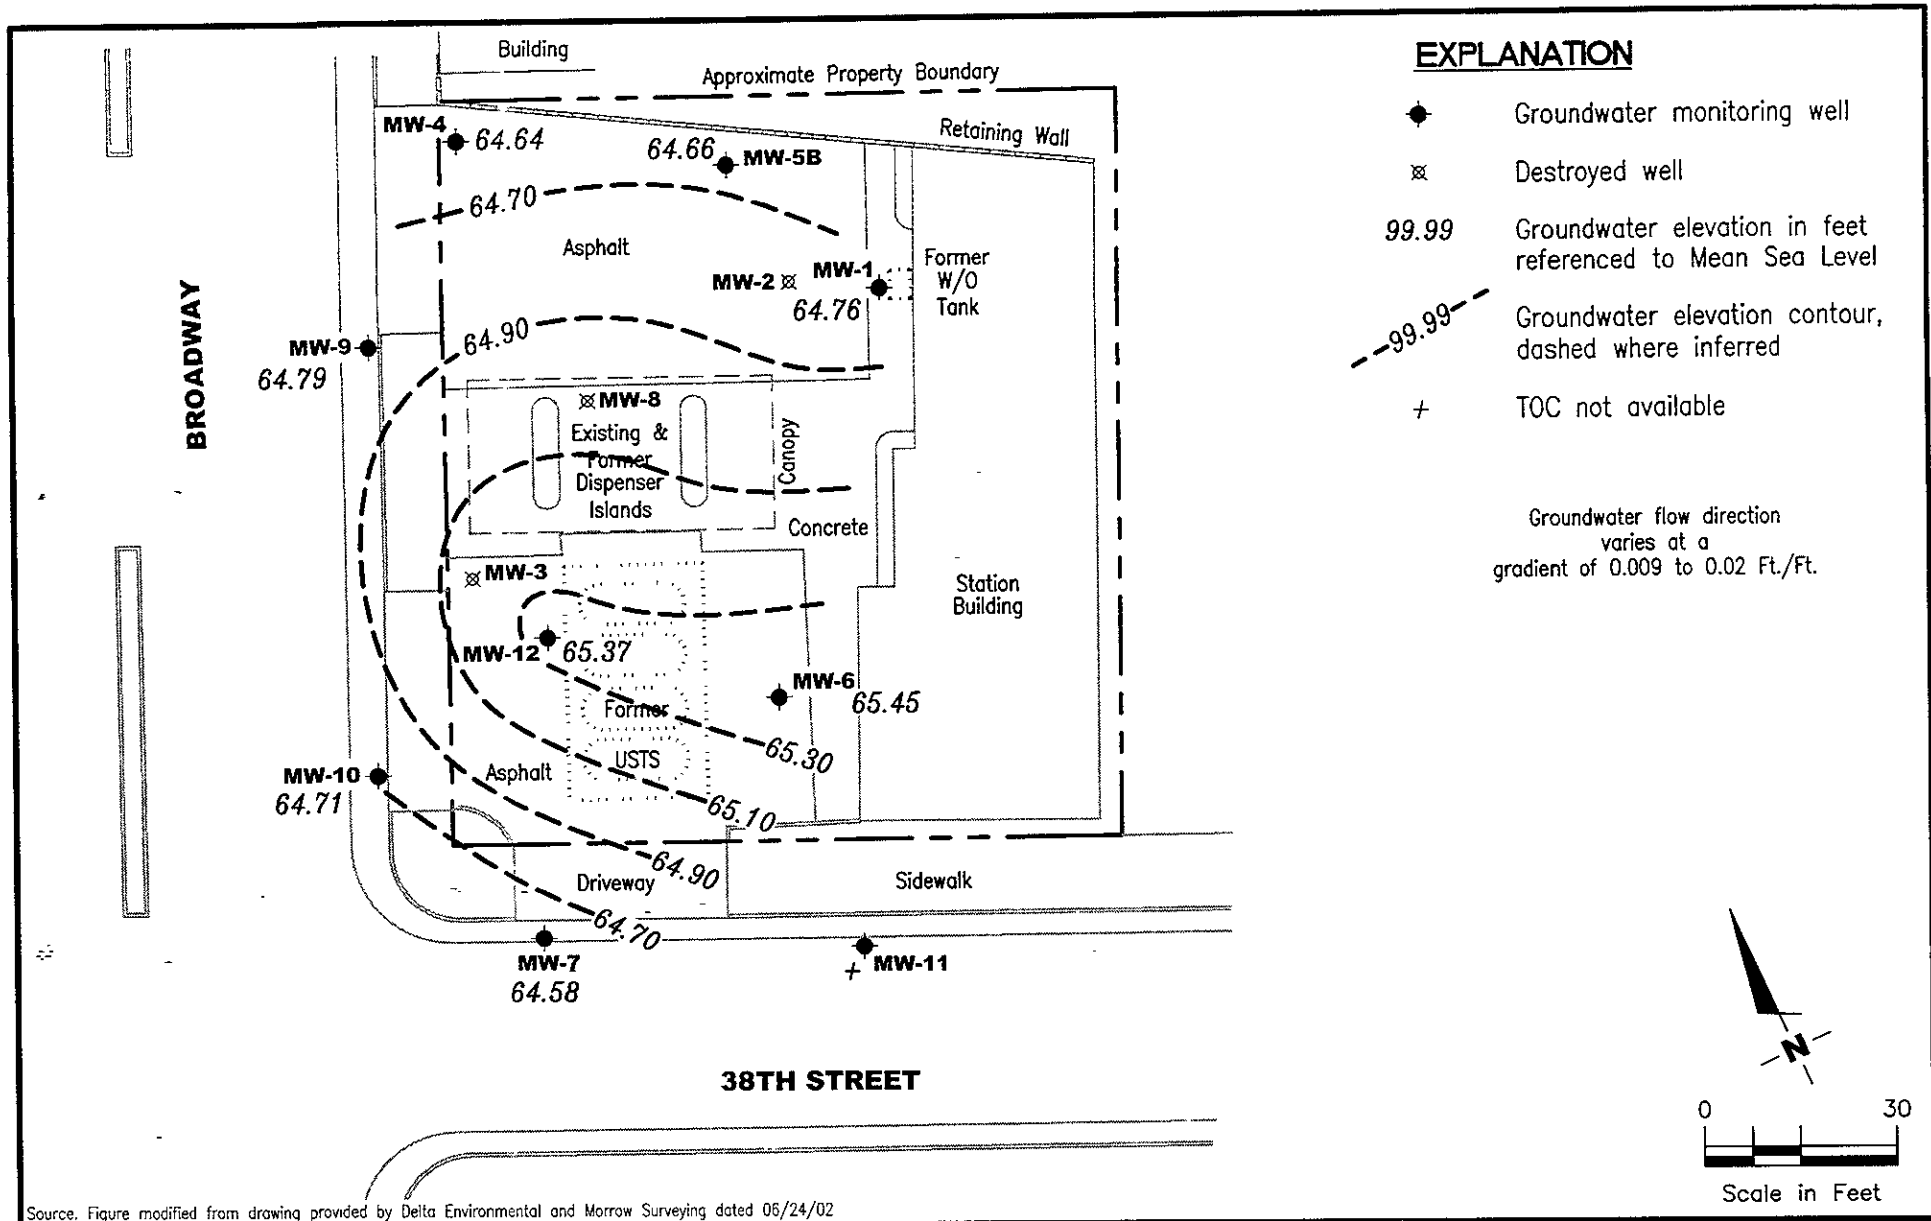 Building
Approximate Property Boundary
Retaining Wall
MW-4
64.64
64.66
MW-5B
64.70
Asphalt
MW-2
MW-1
64.76
Former
W/O
Tank
BROADWAY
64.90
MW-9
64.79
MW-8
Existing &
Former
Dispenser
Islands
Canopy
Concrete
MW-3
Station
Building
MW-12
65.37
MW-6
65.45
Former
65.30
USTS
MW-10
64.71
Asphalt
65.10
64.90
Driveway
Sidewalk
64.70
MW-7
64.58
+
MW-11
38TH STREET
EXPLANATION
Groundwater monitoring well
Destroyed well
99.99
Groundwater elevation in feet
referenced to Mean Sea Level
99.99
Groundwater elevation contour,
dashed where inferred
+
TOC not available
Groundwater flow direction
varies at a
gradient of 0.009 to 0.02 Ft./Ft.
N
0
30
Scale in Feet
Source. Figure modified from drawing provided by Delta Environmental and Morrow Surveying dated 06/24/02